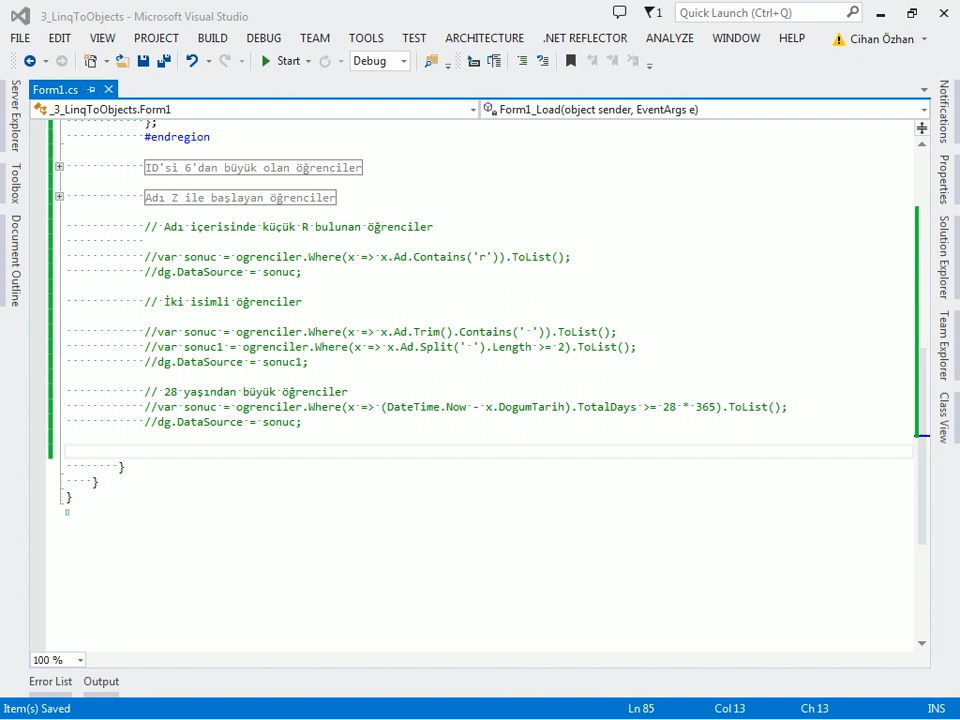 3_LinqToObjects - Microsoft Visual Studio
1
Quick Launch (Ctrl+Q)
FILE EDIT VIEW PROJECT BUILD DEBUG TEAM TOOLS TEST ARCHITECTURE .NET REFLECTOR ANALYZE WINDOW HELP
Cihan Özhan
Start
Debug
Form1.cs
_3_LinqToObjects.Form1
Form1_Load(object sender, EventArgs e)
};
#endregion
ID'si 6'dan büyük olan öğrenciler
Adı Z ile başlayan öğrenciler
// Adı içerisinde küçük R bulunan öğrenciler
//var sonuc = ogrenciler.Where(x => x.Ad.Contains('r')).ToList();
//dg.DataSource = sonuc;
// İki isimli öğrenciler
//var sonuc = ogrenciler.Where(x => x.Ad.Trim().Contains(' ')).ToList();
//var sonuc1 = ogrenciler.Where(x => x.Ad.Split(' ').Length >= 2).ToList();
//dg.DataSource = sonuc1;
// 28 yaşından büyük öğrenciler
//var sonuc = ogrenciler.Where(x => (DateTime.Now - x.DogumTarih).TotalDays >= 28 * 365).ToList();
//dg.DataSource = sonuc;
}
}
}
Server Explorer
Toolbox
Document Outline
Notifications
Properties
Solution Explorer
Team Explorer
Class View
100 %
Error List
Output
Item(s) Saved
Ln 85
Col 13
Ch 13
INS